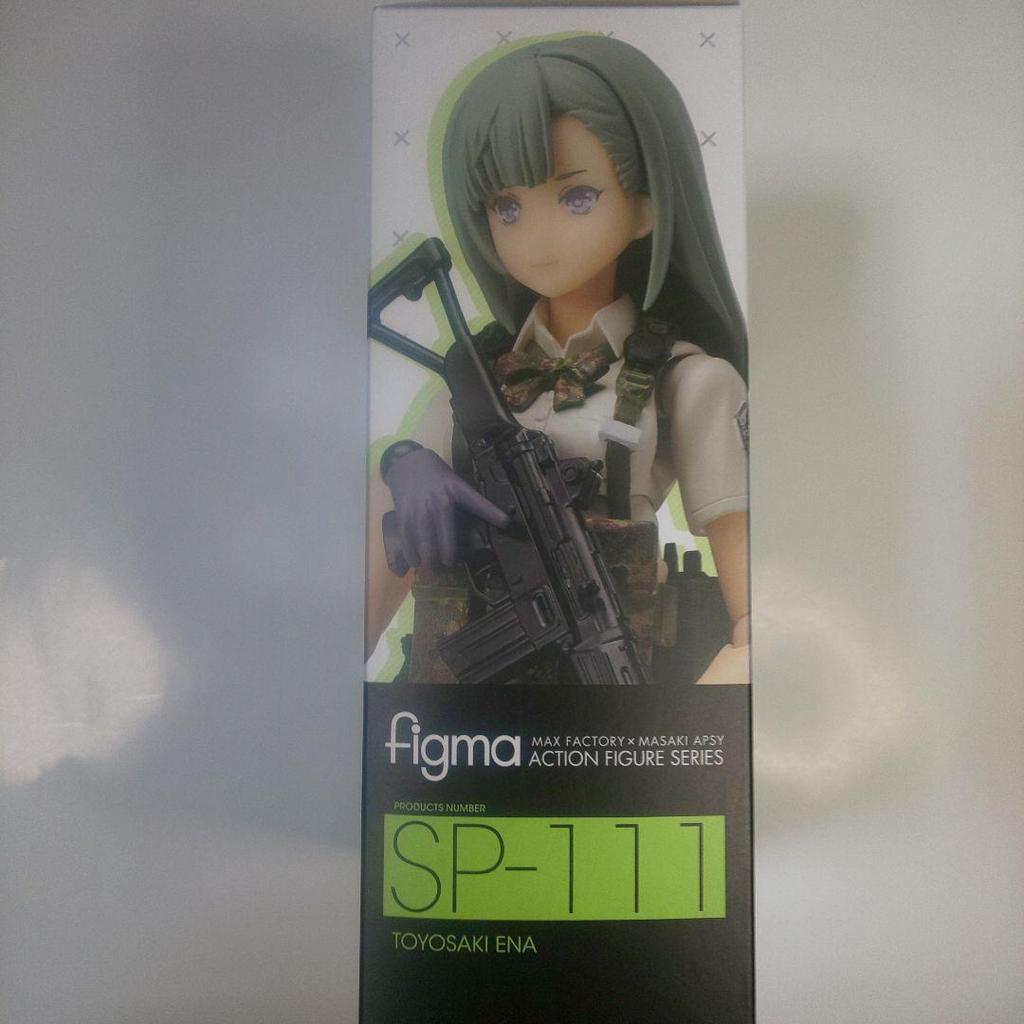 figma MAX FACTORY × MASAKI APSY
ACTION FIGURE SERIES
PRODUCTS NUMBER
SP-111
TOYOSAKI ENA